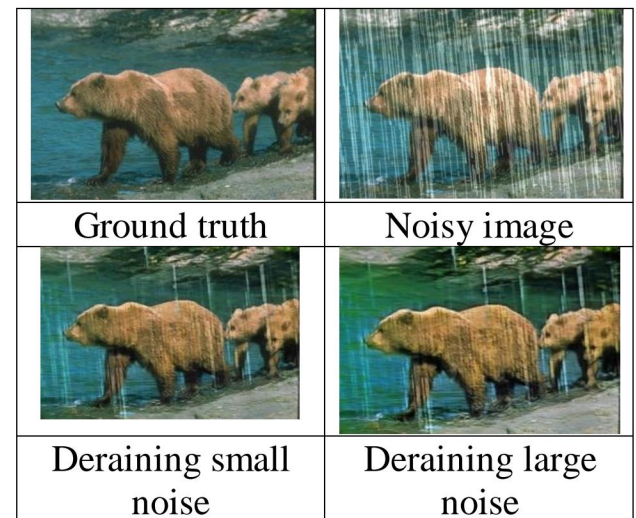 Ground truth
Noisy image
Deraining small
noise
Deraining large
noise